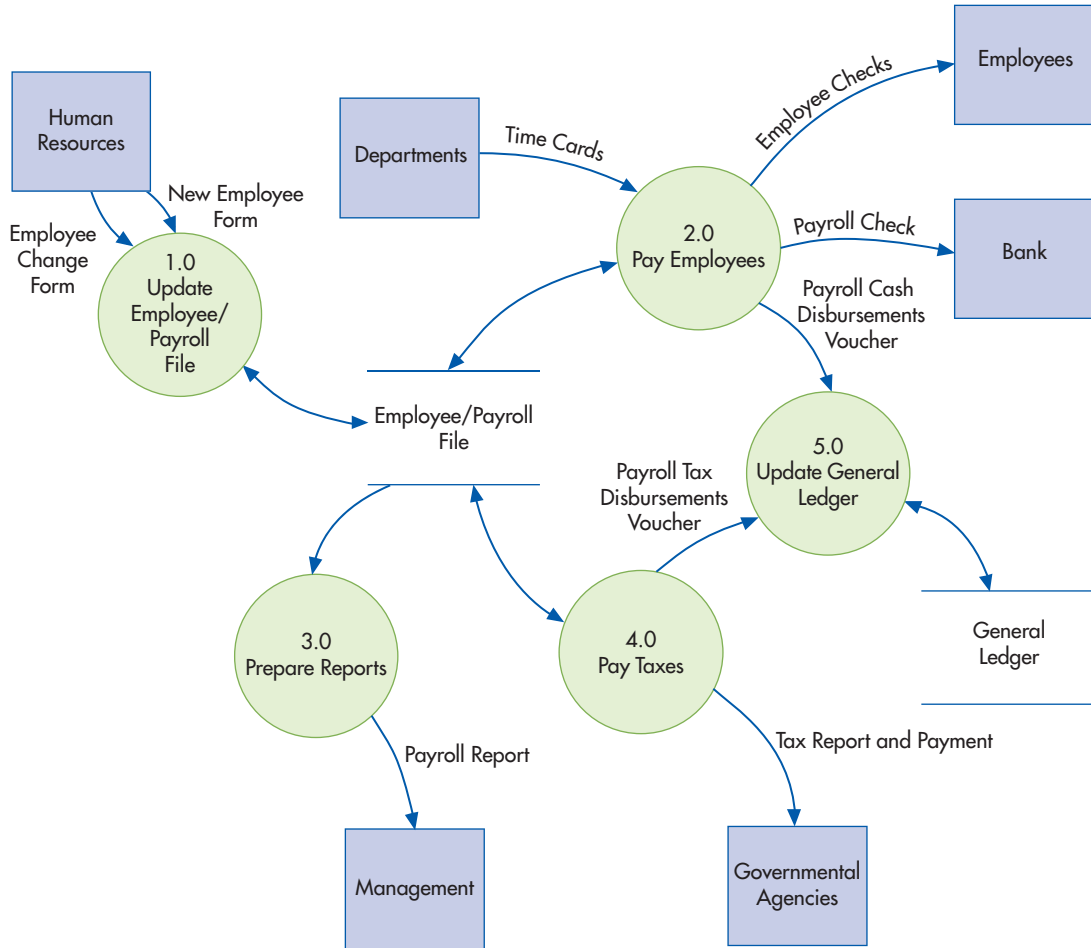 Employees
Human
Resources
Employee Checks
Time Cards
Departments
New Employee
Form
Employee
Change
Form
Payroll Check
2.0
Pay Employees
Bank
1.0
Update
Employee/
Payroll
File
Payroll Cash
Disbursements
Voucher
Employee/Payroll
File
5.0
Update General
Ledger
Payroll Tax
Disbursements
Voucher
3.0
Prepare Reports
4.0
Pay Taxes
General
Ledger
Payroll Report
Tax Report and Payment
Management
Governmental
Agencies